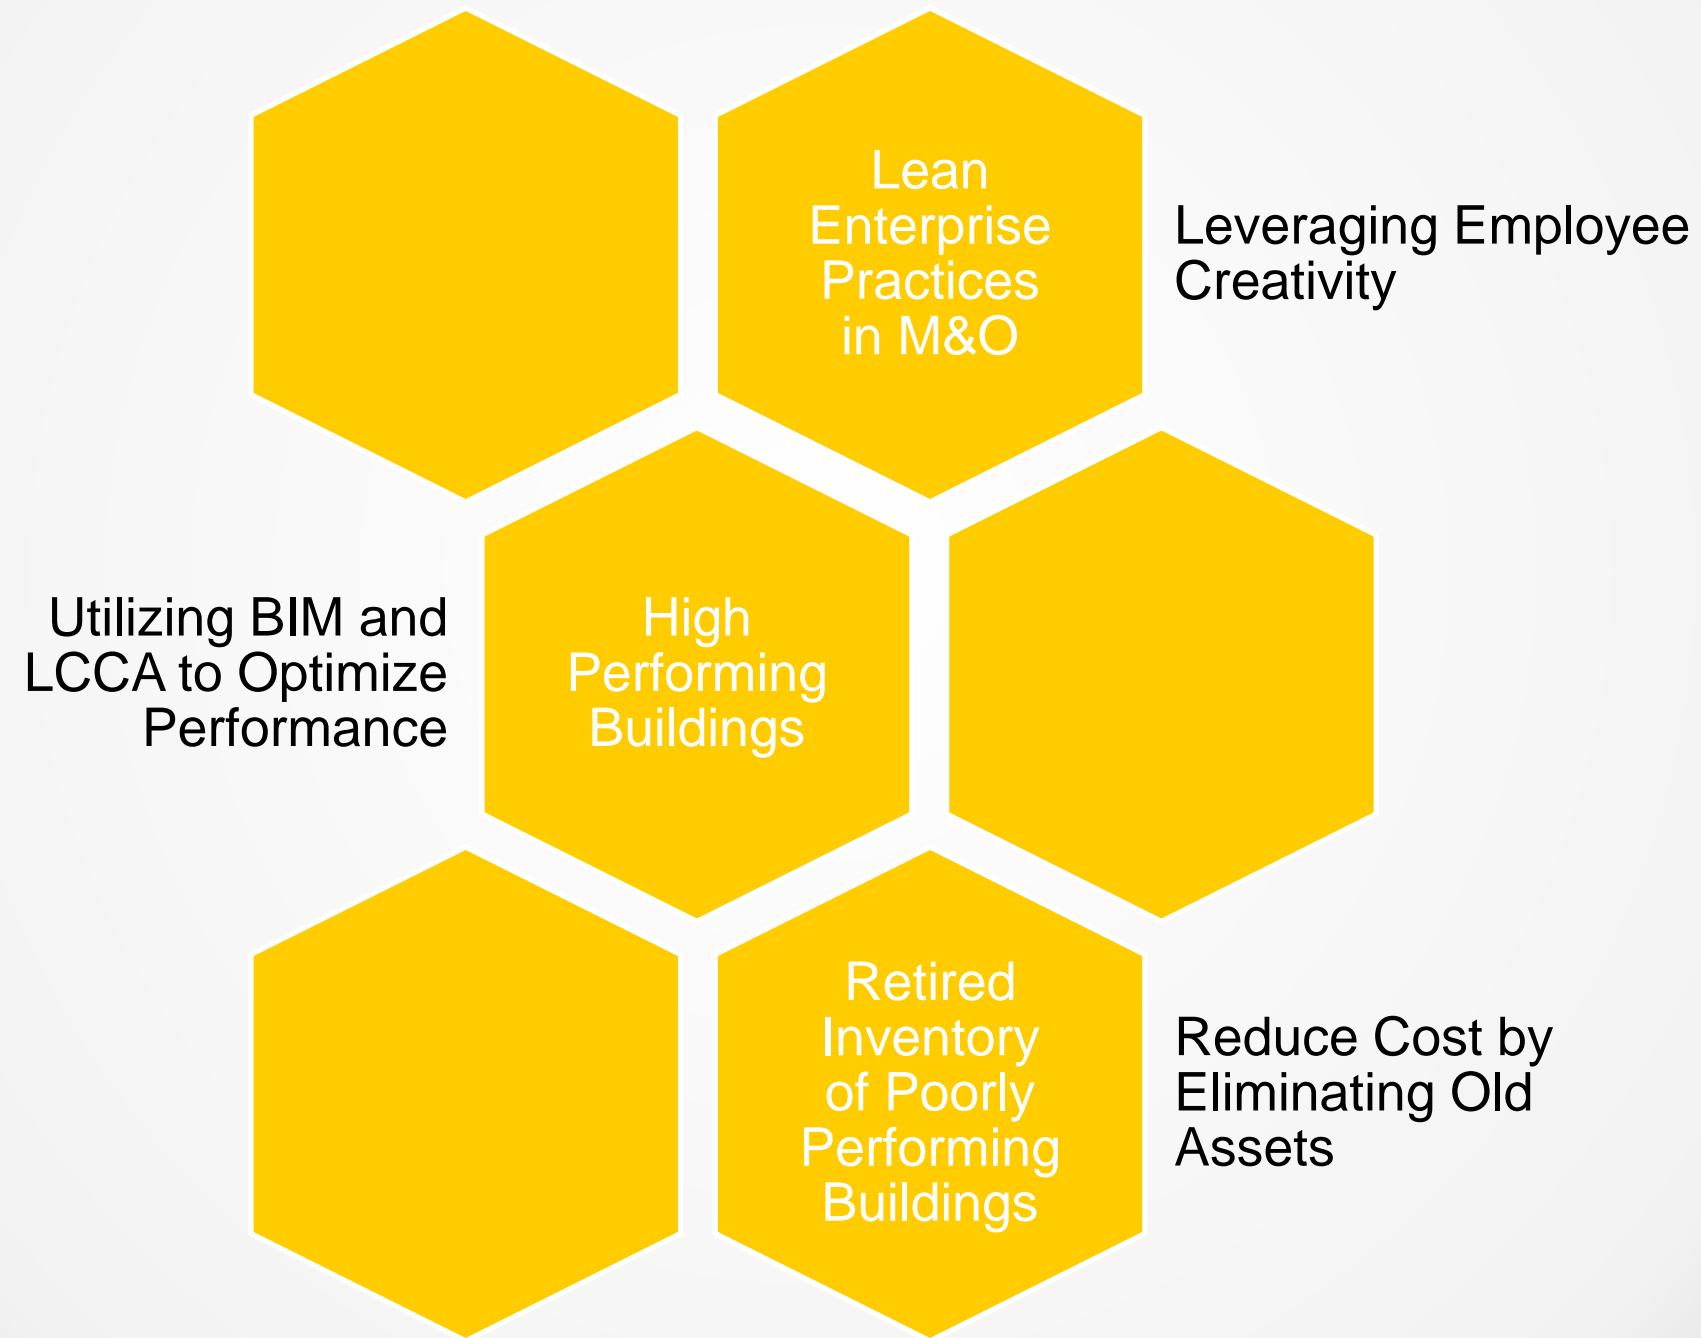 Lean
Enterprise
Practices
in M&O
Leveraging Employee
Creativity
Utilizing BIM and
LCCA to Optimize
Performance
High
Performing
Buildings
Retired
Inventory
of Poorly
Performing
Buildings
Reduce Cost by
Eliminating Old
Assets